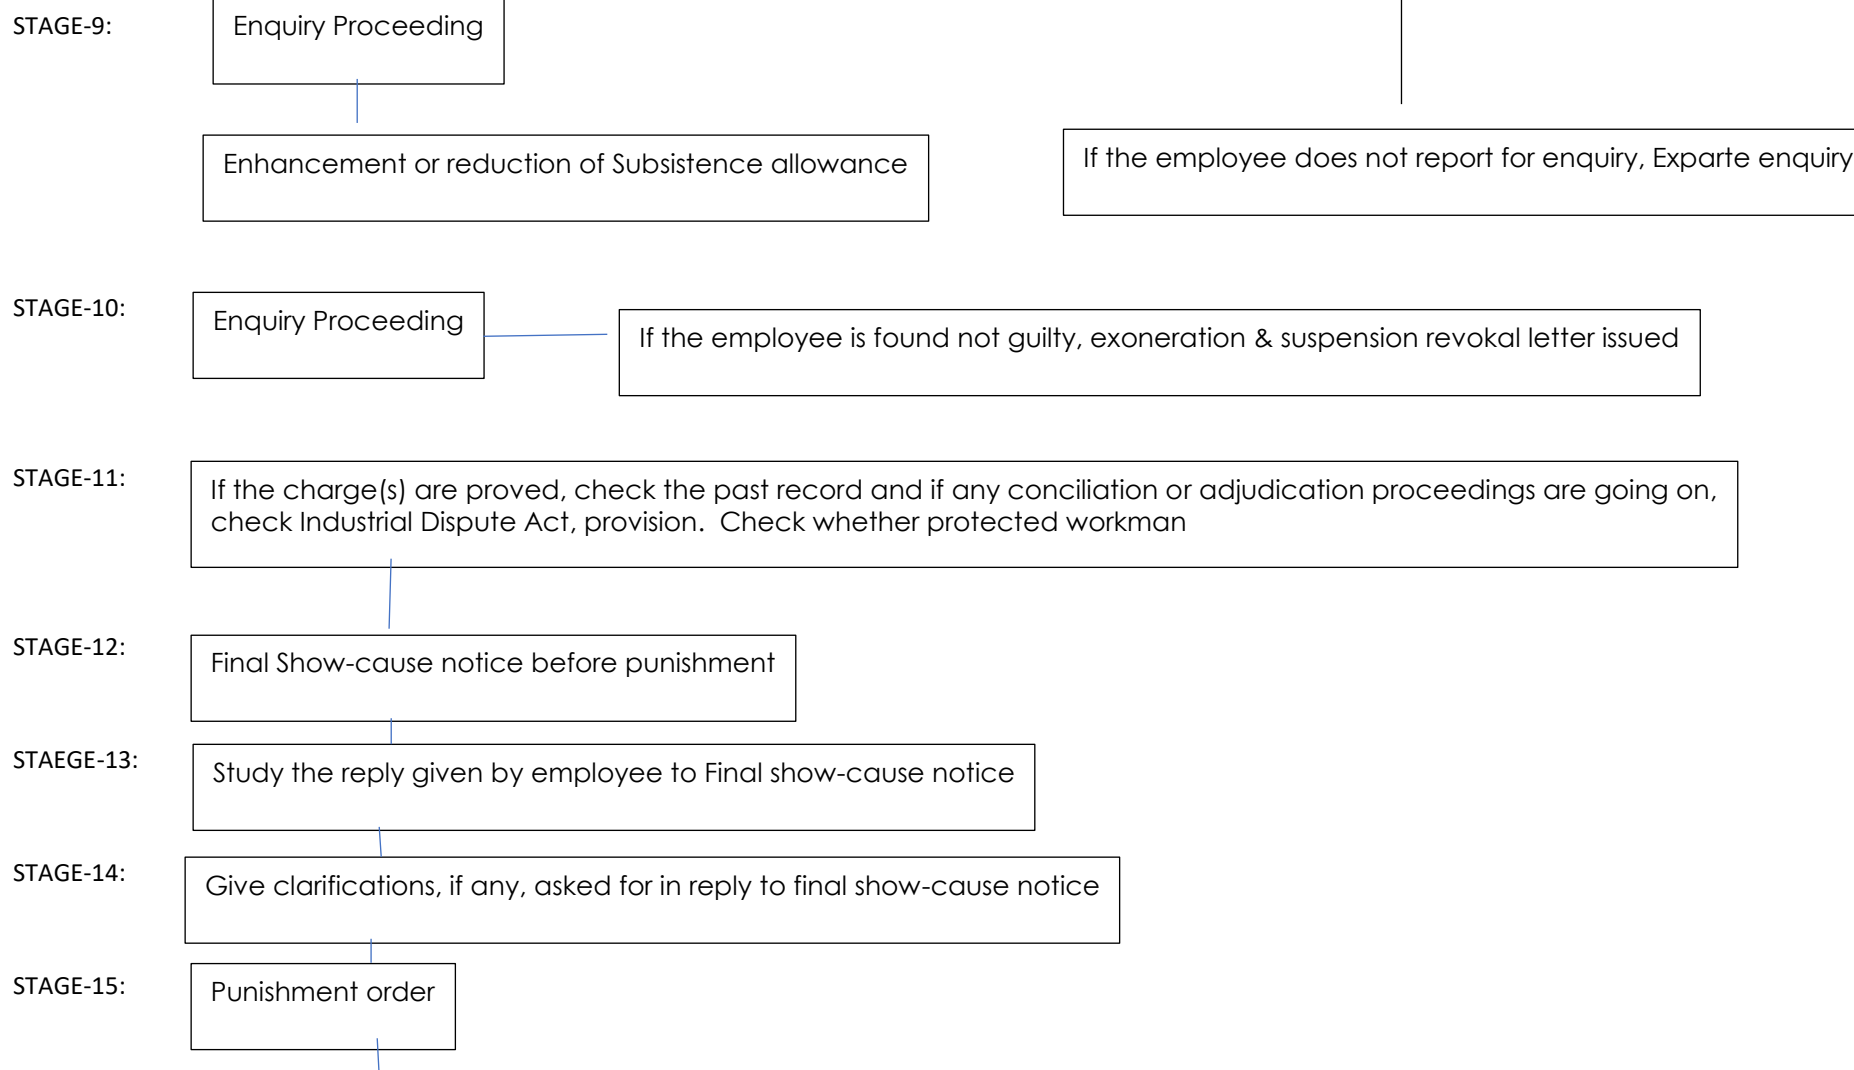 STAGE-9:
Enquiry Proceeding
Enhancement or reduction of Subsistence allowance
If the employee does not report for enquiry, Exparte enquiry
STAGE-10:
Enquiry Proceeding
If the employee is found not guilty, exoneration & suspension revokal letter issued
STAGE-11:
If the charge(s) are proved, check the past record and if any conciliation or adjudication proceedings are going on,
check Industrial Dispute Act, provision.  Check whether protected workman
STAGE-12:
Final Show-cause notice before punishment
STAEGE-13:
Study the reply given by employee to Final show-cause notice
STAGE-14:
Give clarifications, if any, asked for in reply to final show-cause notice
STAGE-15:
Punishment order